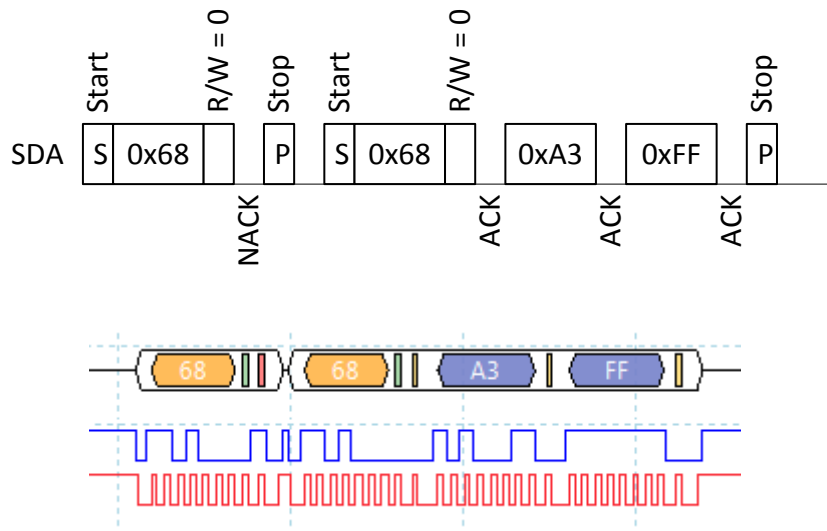 Start
R/W = 0
Stop
Start
R/W = 0
Stop
SDA S 0x68 P S 0x68 0xA3 0xFF P
NACK
ACK
ACK
ACK
68 68 A3 FF